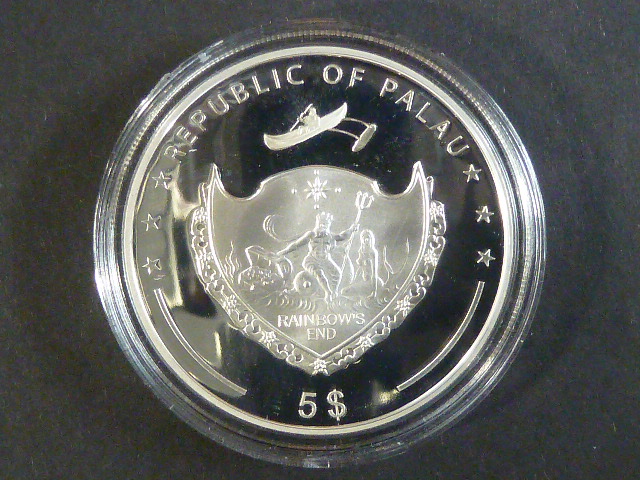 REPUBLIC OF PALAU
RAINBOW'S
END
5$